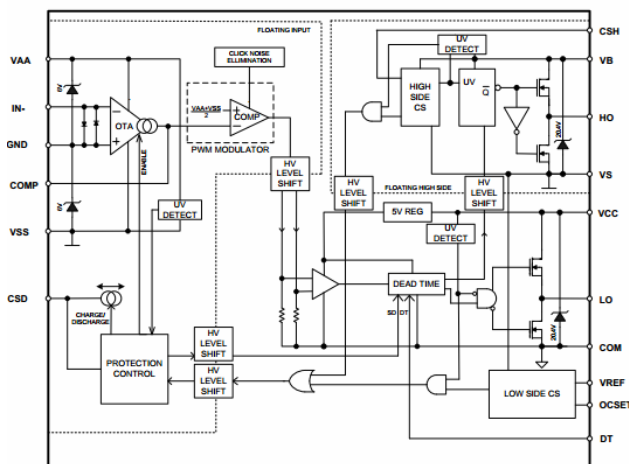 FLOATING INPUT
CSH
UV
DETECT
VAA
CLICK NOISE
ELLIMINATION
VB
6V
HIGH
SIDE
CS
UV
Q
IN-
VAA+VSS
2
COMP
HO
OTA
20.4V
GND
PWM MODULATOR
ENABLE
HV
LEVEL
SHIFT
VS
COMP
HV
LEVEL
SHIFT
HV
LEVEL
SHIFT
FLOATING HIGH SIDE
6V
UV
DETECT
5V REG
VCC
VSS
UV
DETECT
DEAD TIME
CSD
LO
20.4V
SD
DT
CHARGE/
DISCHARGE
PROTECTION
CONTROL
HV
LEVEL
SHIFT
COM
HV
LEVEL
SHIFT
LOW SIDE CS
VREF
OCSET
DT